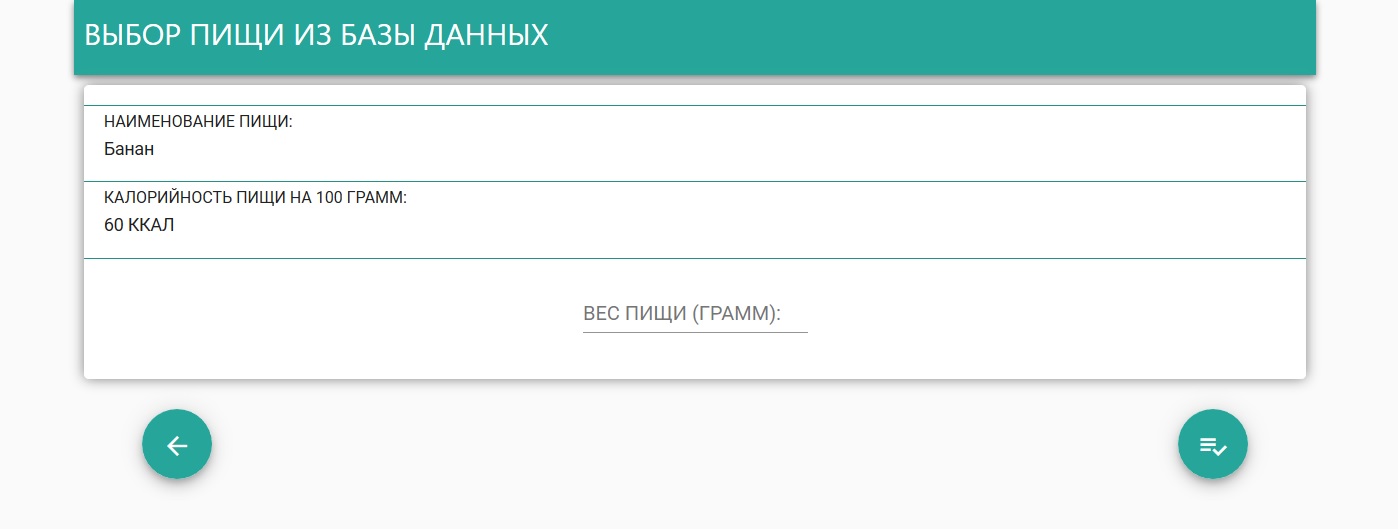 ВЫБОР ПИЩИ ИЗ БАЗЫ ДАННЫХ
НАИМЕНОВАНИЕ ПИЩИ:
Банан
КАЛОРИЙНОСТЬ ПИЩИ НА 100 ГРАММ:
60 ККАЛ
ВЕС ПИЩИ (ГРАММ):